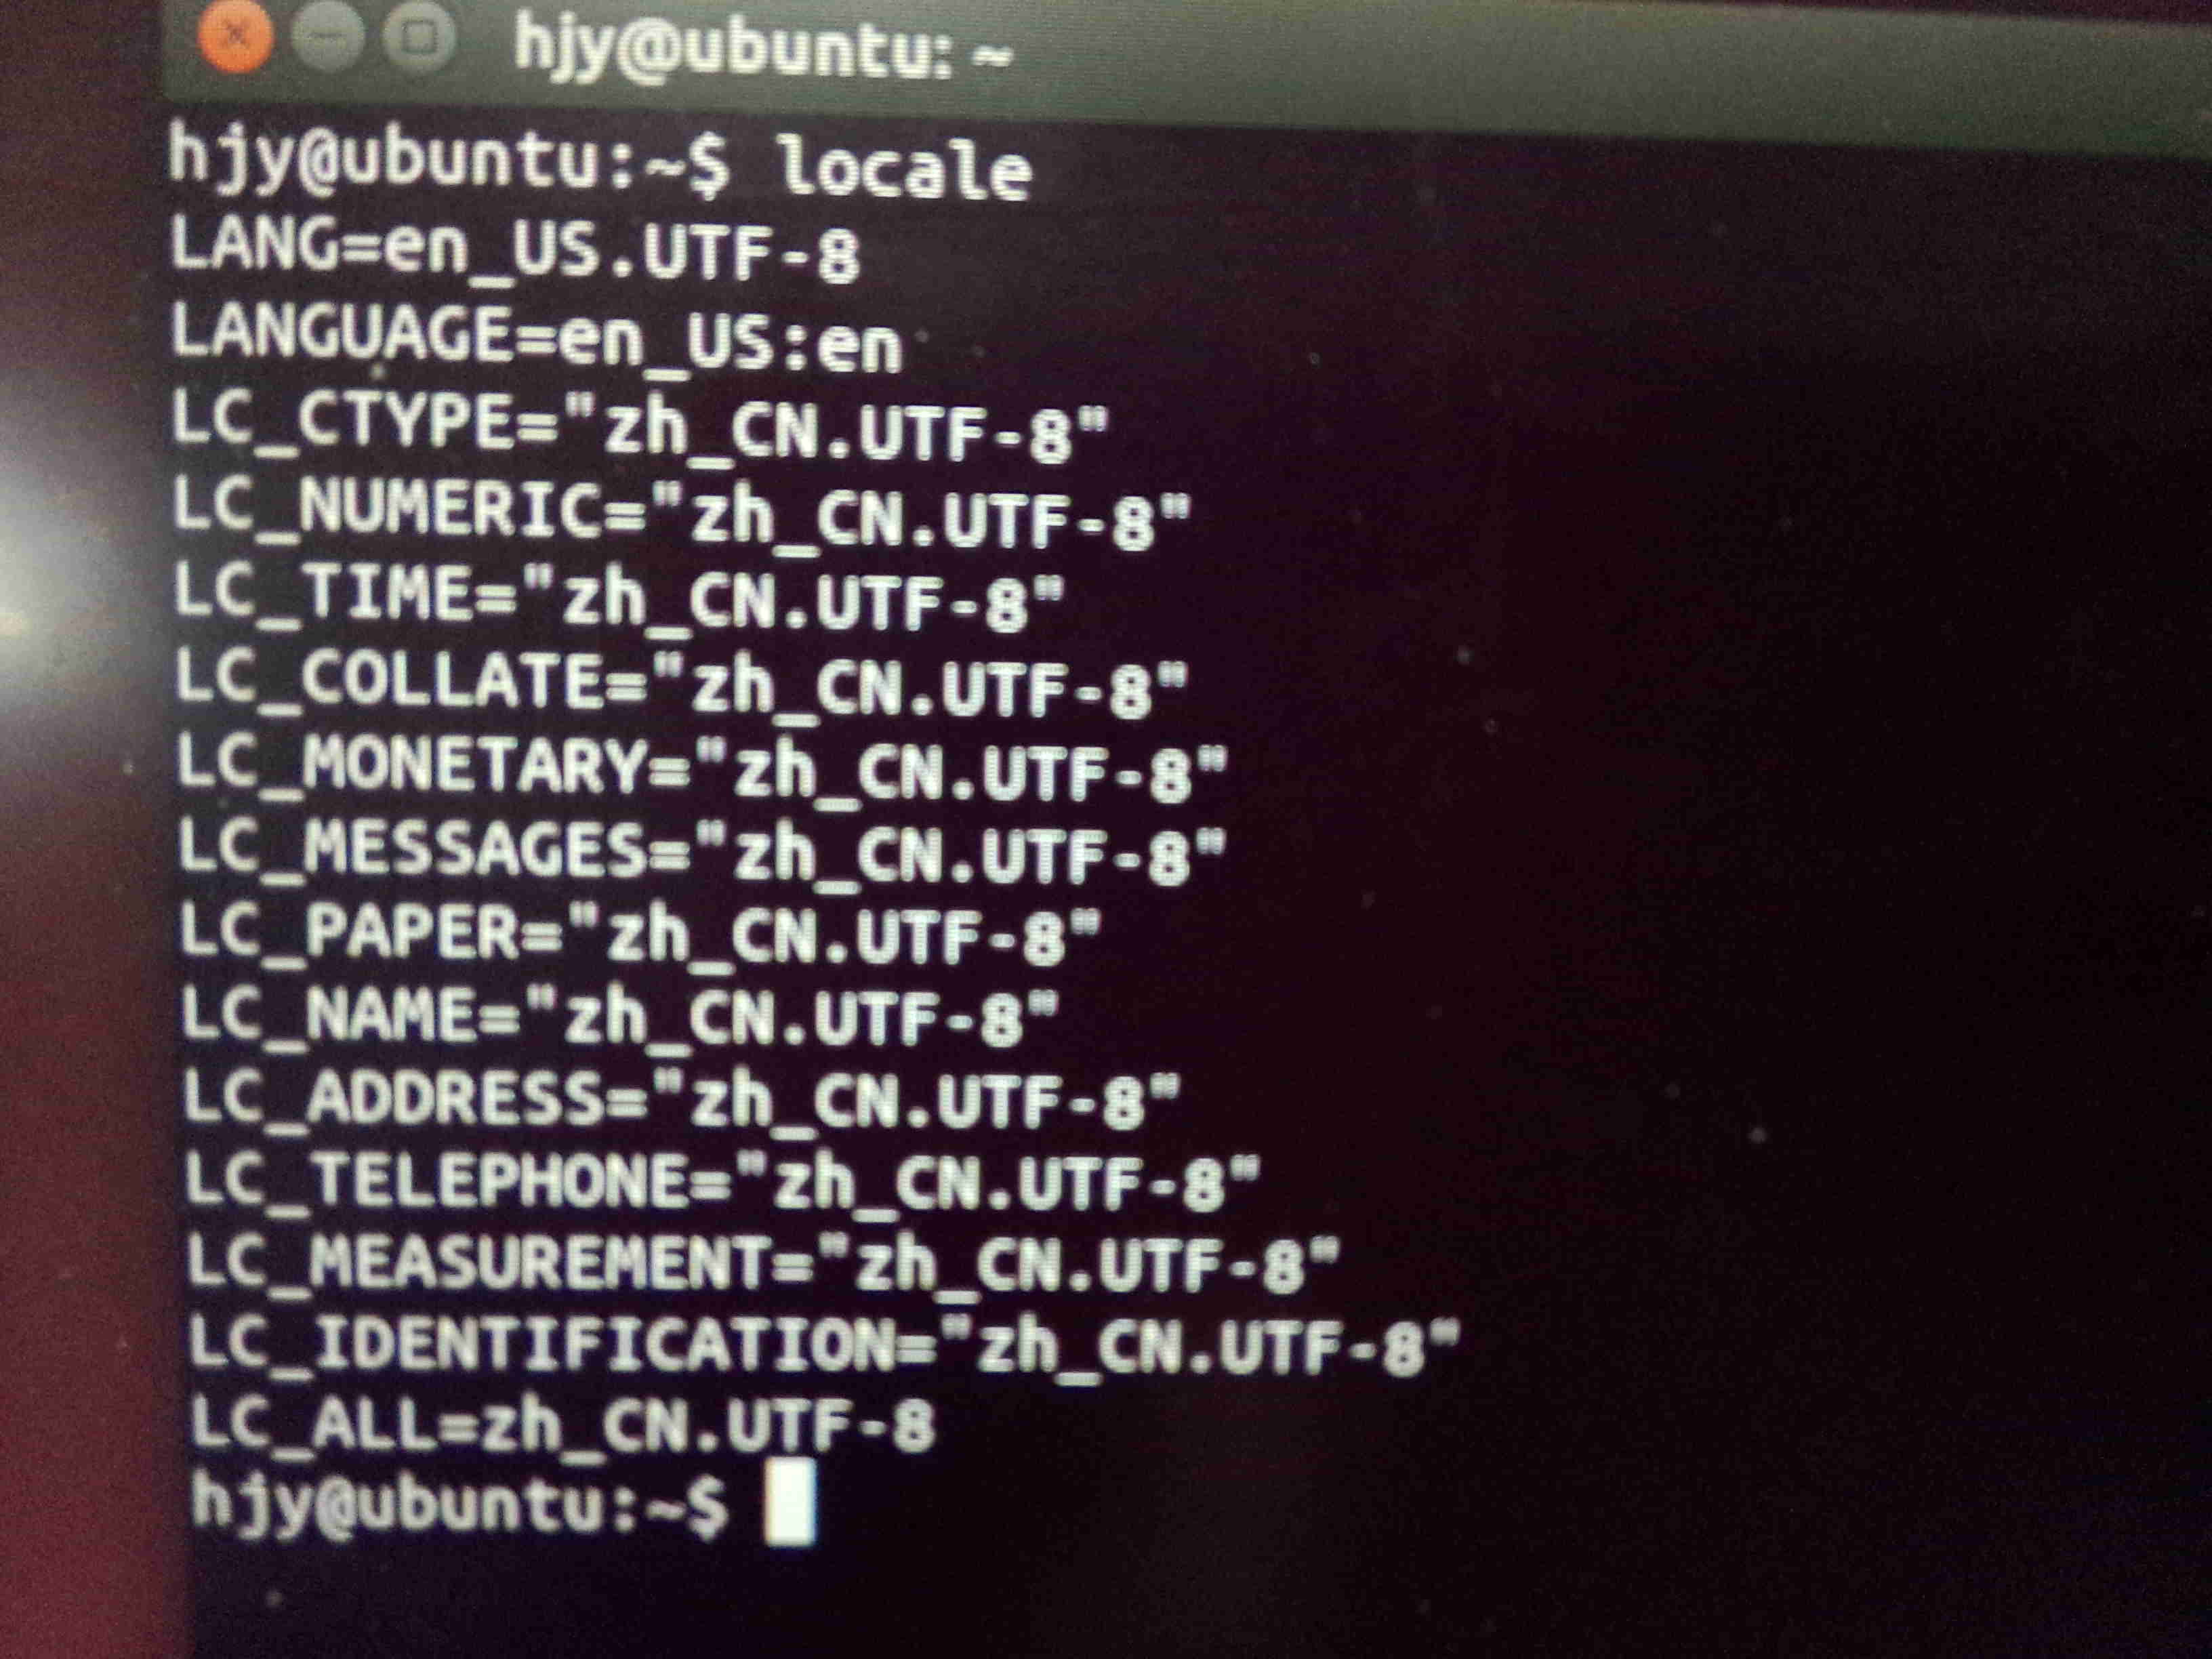 hjy@ubuntu: ~
hjy@ubuntu:~$ locale
LANG=en_US.UTF-8
LANGUAGE=en_US:en
LC_CTYPE="zh_CN.UTF-8"
LC_NUMERIC="zh_CN.UTF-8"
LC_TIME="zh_CN.UTF-8"
LC_COLLATE="zh_CN.UTF-8"
LC_MONETARY="zh_CN.UTF-8"
LC_MESSAGES="zh_CN.UTF-8"
LC_PAPER="zh_CN.UTF-8"
LC_NAME="zh_CN.UTF-8"
LC_ADDRESS="zh_CN.UTF-8"
LC_TELEPHONE="zh_CN.UTF-8"
LC_MEASUREMENT="zh_CN.UTF-8"
LC_IDENTIFICATION="zh_CN.UTF-8"
LC_ALL=zh_CN.UTF-8
hjy@ubuntu:~$